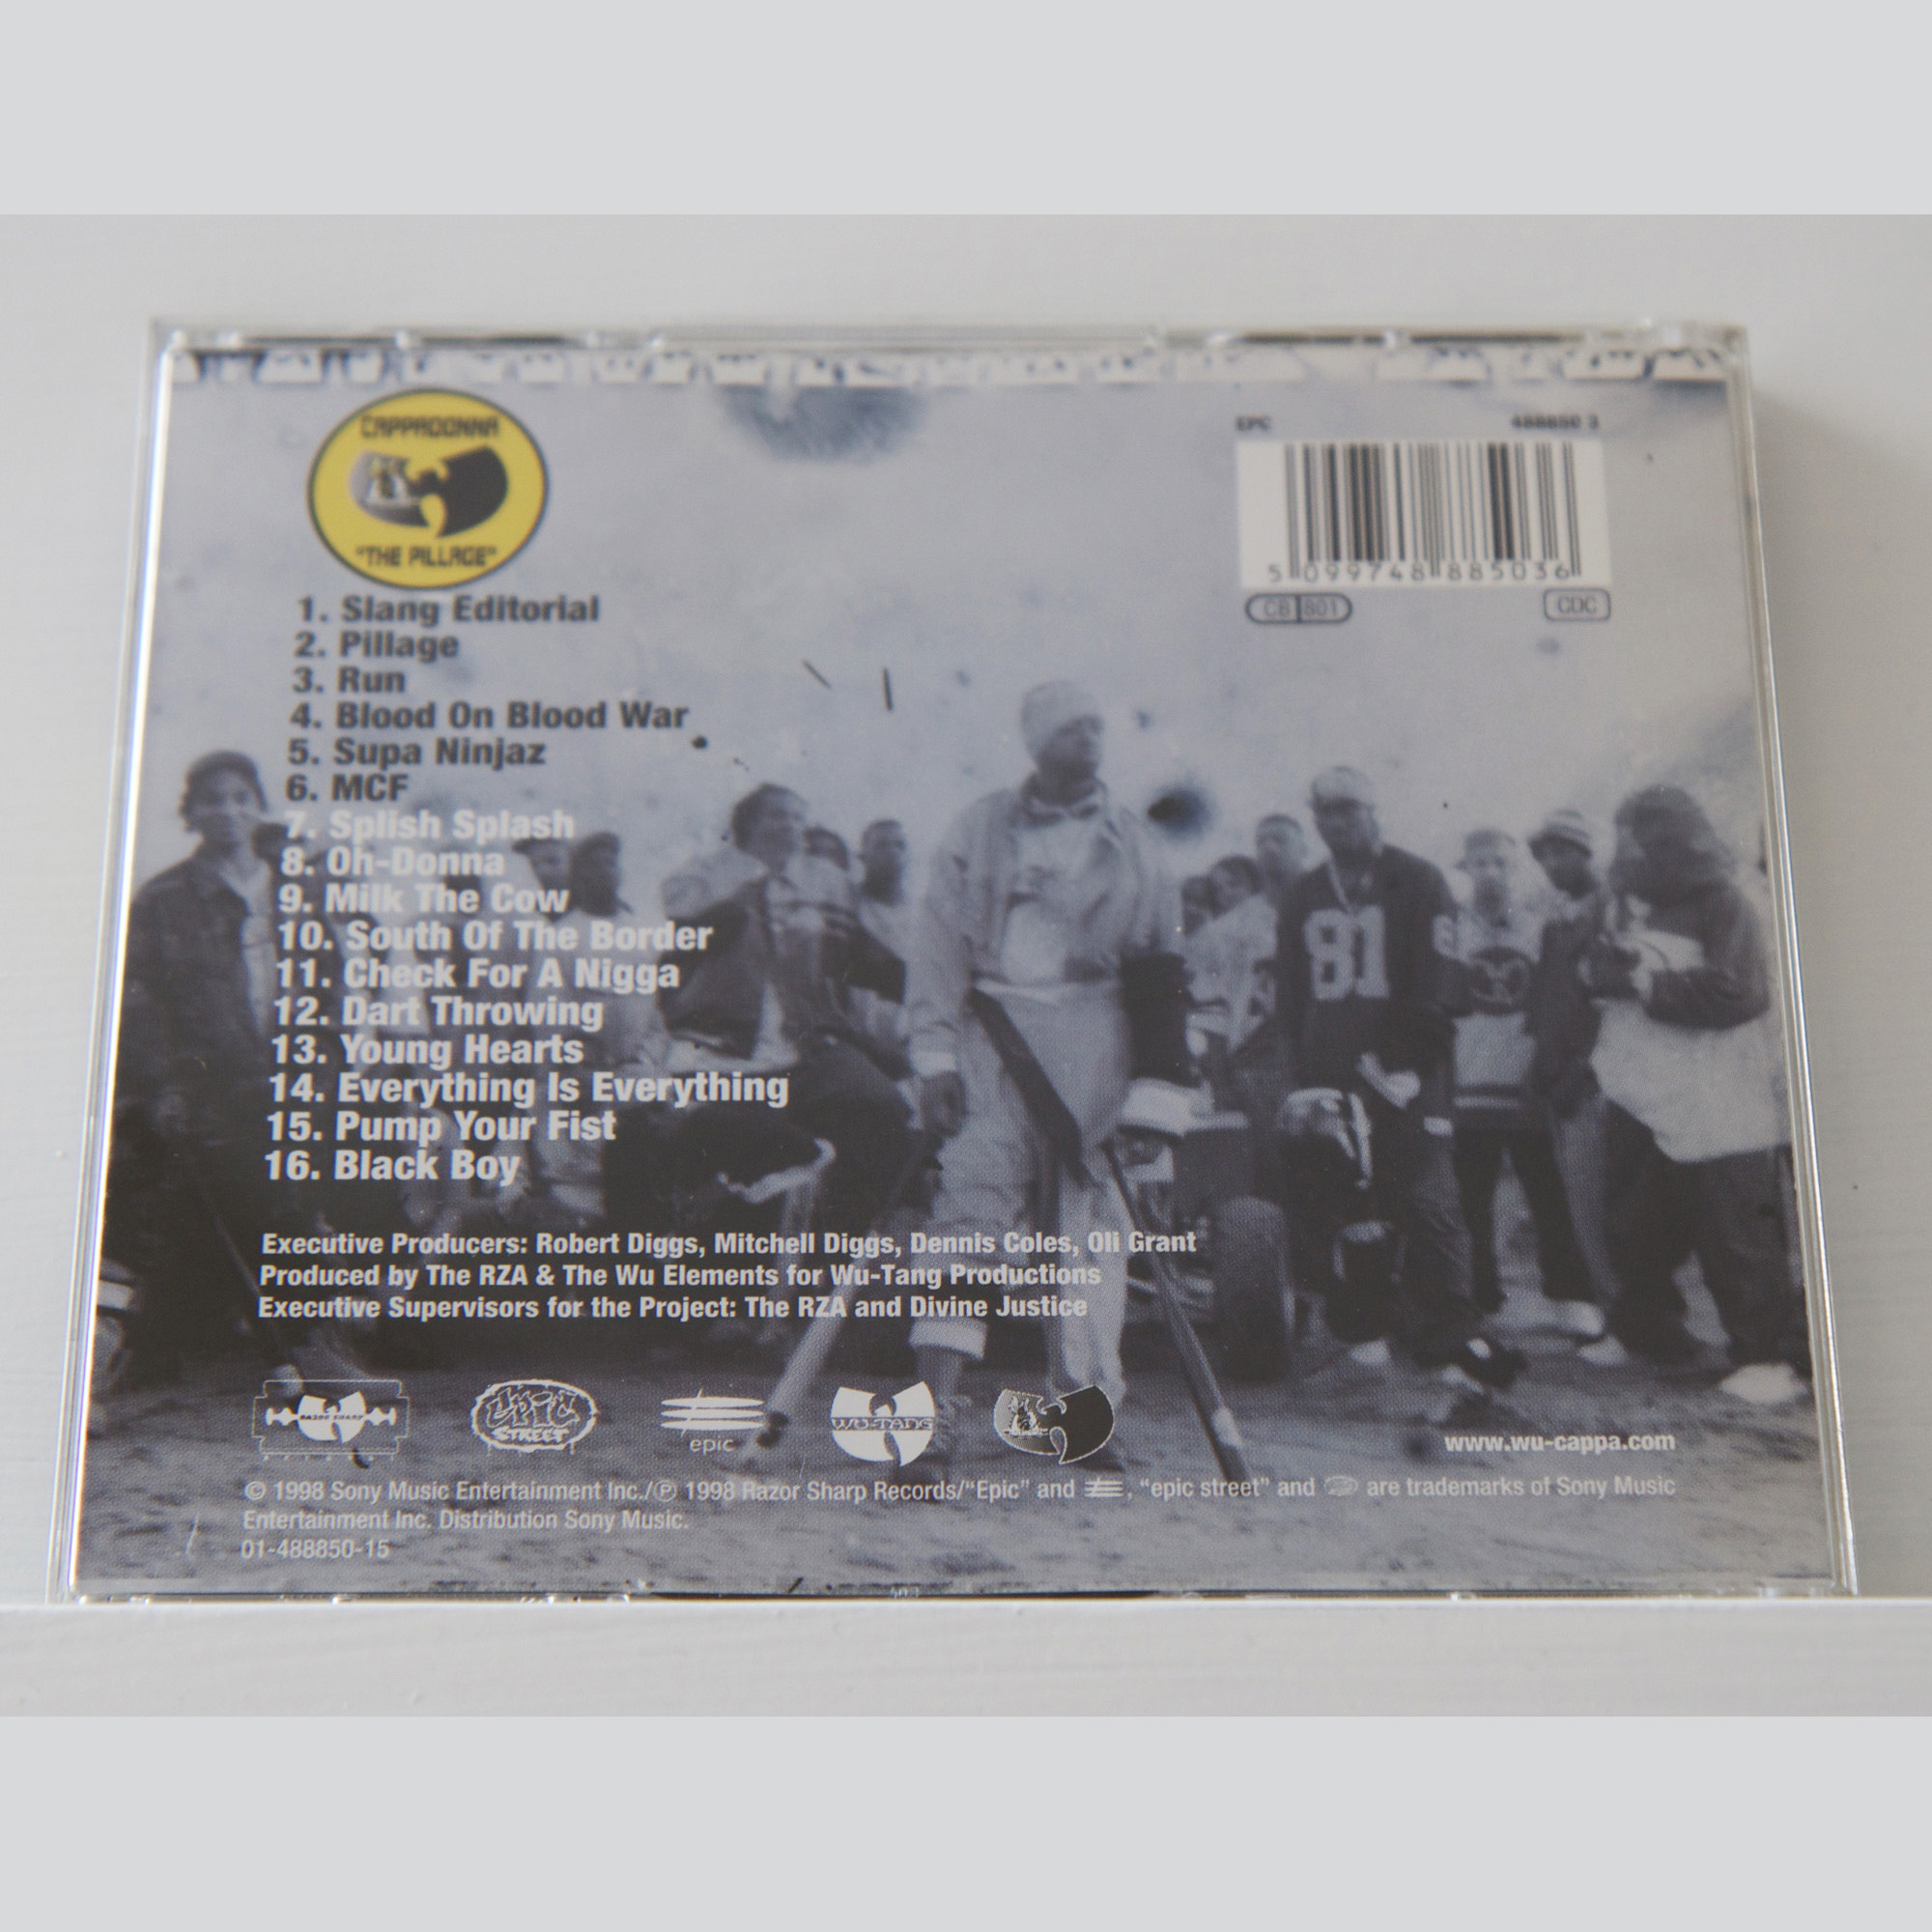 CAPPADONNA
"THE PILLAGE"
EPC 488850 3
5 099748 885036
CB 801
CDC
1. Slang Editorial
2. Pillage
3. Run
4. Blood On Blood War
5. Supa Ninjaz
6. MCF
7. Splish Splash
8. Oh-Donna
9. Milk The Cow
10. South Of The Border
11. Check For A Nigga
12. Dart Throwing
13. Young Hearts
14. Everything Is Everything
15. Pump Your Fist
16. Black Boy
81
Executive Producers: Robert Diggs, Mitchell Diggs, Dennis Coles, Oli Grant
Produced by The RZA & The Wu Elements for Wu-Tang Productions
Executive Supervisors for the Project: The RZA and Divine Justice
RAZOR SHARP
EPIC STREET
epic
WU-TANG
www.wu-cappa.com
© 1998 Sony Music Entertainment Inc./℗ 1998 Razor Sharp Records/"Epic" and , "epic street" and are trademarks of Sony Music
Entertainment Inc. Distribution Sony Music.
01-488850-15